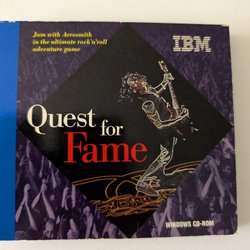 Jam with Aerosmith
in the ultimate rock'n'roll
adventure game
IBM
Quest for
Fame
WINDOWS CD-ROM